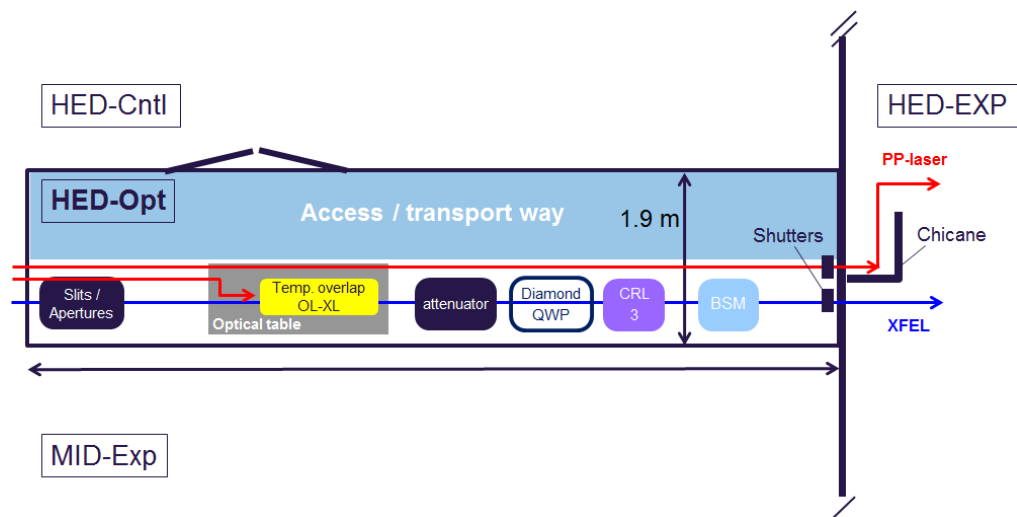 HED-Cntl
HED-EXP
PP-laser
HED-Opt
Access / transport way
1.9 m
Shutters
Chicane
Slits /
Apertures
Temp. overlap
OL-XL
Optical table
attenuator
Diamond
QWP
CRL
3
BSM
XFEL
MID-Exp